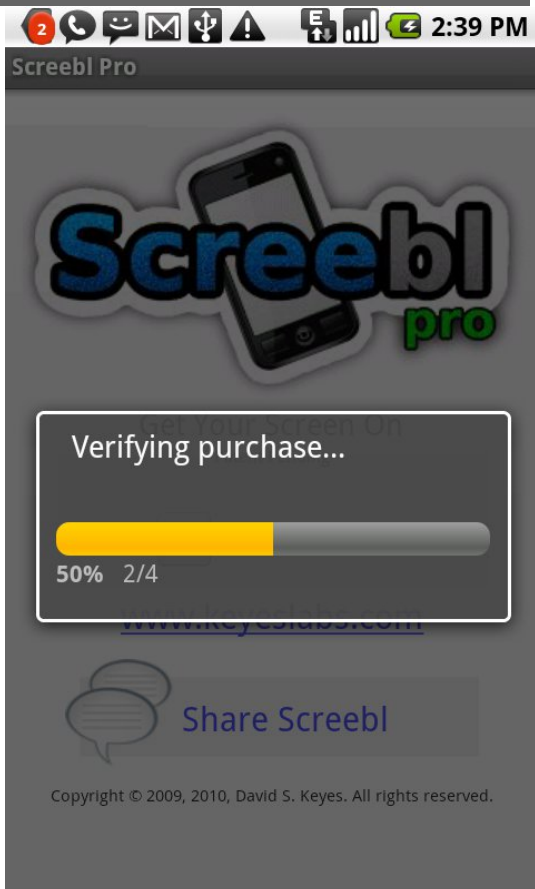 2
E
2:39 PM
Screebl Pro
Screebl
pro
Get Your Screen On
Verifying purchase...
50% 2/4
www.keyeslabs.com
Share Screebl
Copyright © 2009, 2010, David S. Keyes. All rights reserved.